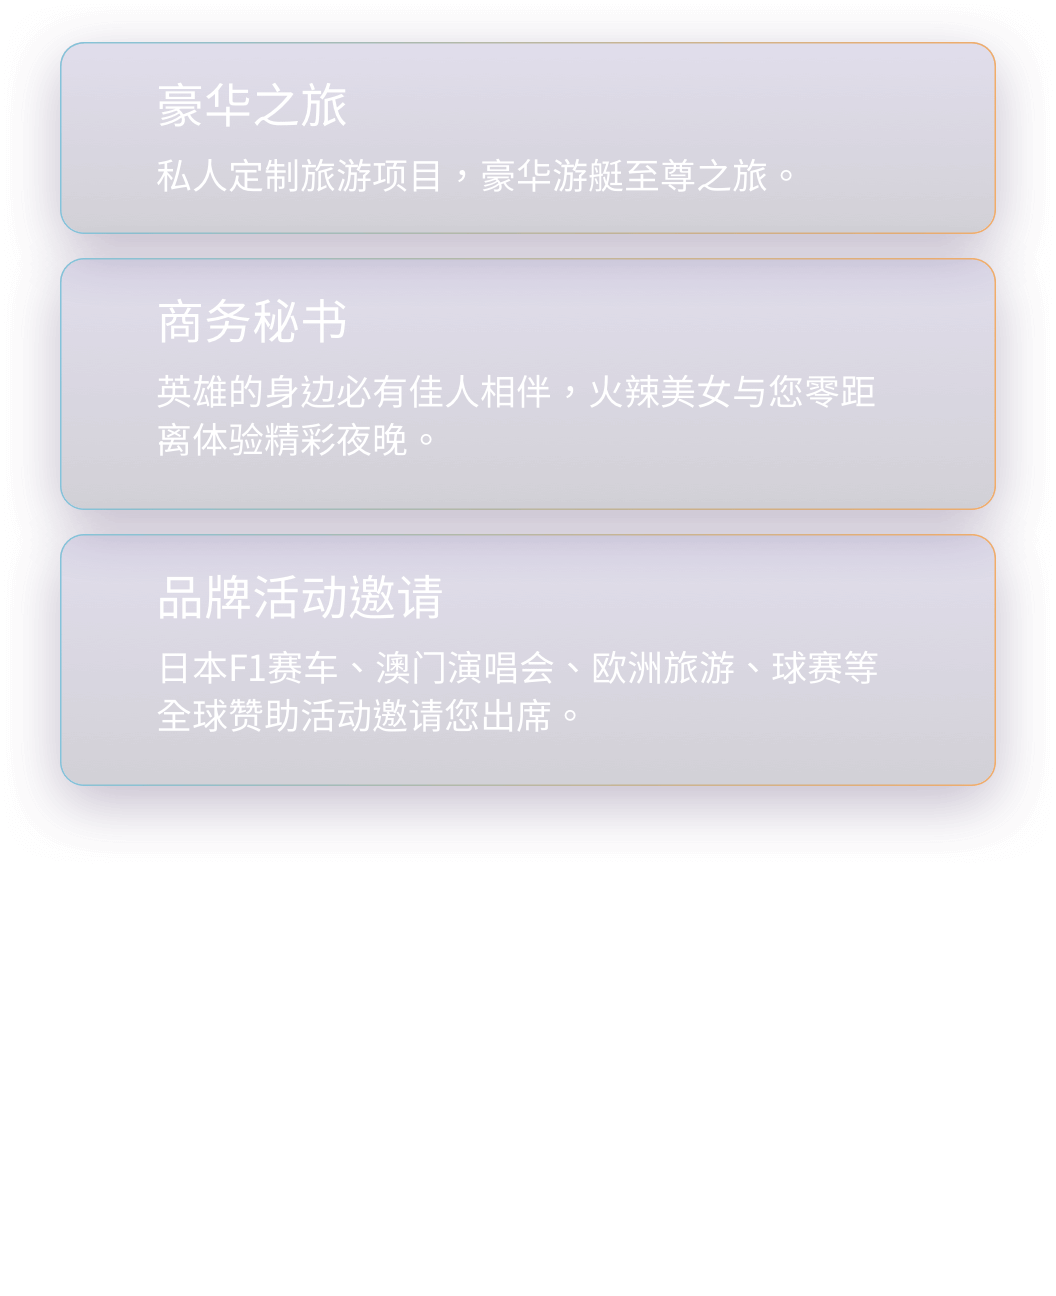 豪华之旅
私人定制旅游项目，豪华游艇至尊之旅。
商务秘书
英雄的身边必有佳人相伴，火辣美女与您零距
离体验精彩夜晚。
品牌活动邀请
日本F1赛车、澳门演唱会、欧洲旅游、球赛等
全球赞助活动邀请您出席。